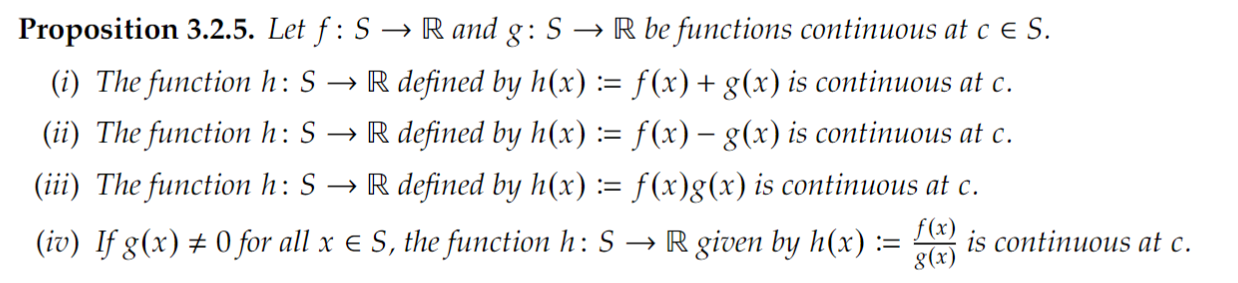 Proposition 3.2.5. Let f : S → ℝ and g : S → ℝ be functions continuous at c ∈ S.
(i) The function h : S → ℝ defined by h(x) := f(x) + g(x) is continuous at c.
(ii) The function h : S → ℝ defined by h(x) := f(x) − g(x) is continuous at c.
(iii) The function h : S → ℝ defined by h(x) := f(x)g(x) is continuous at c.
(iv) If g(x) ≠ 0 for all x ∈ S, the function h : S → ℝ given by h(x) := f(x)/g(x) is continuous at c.